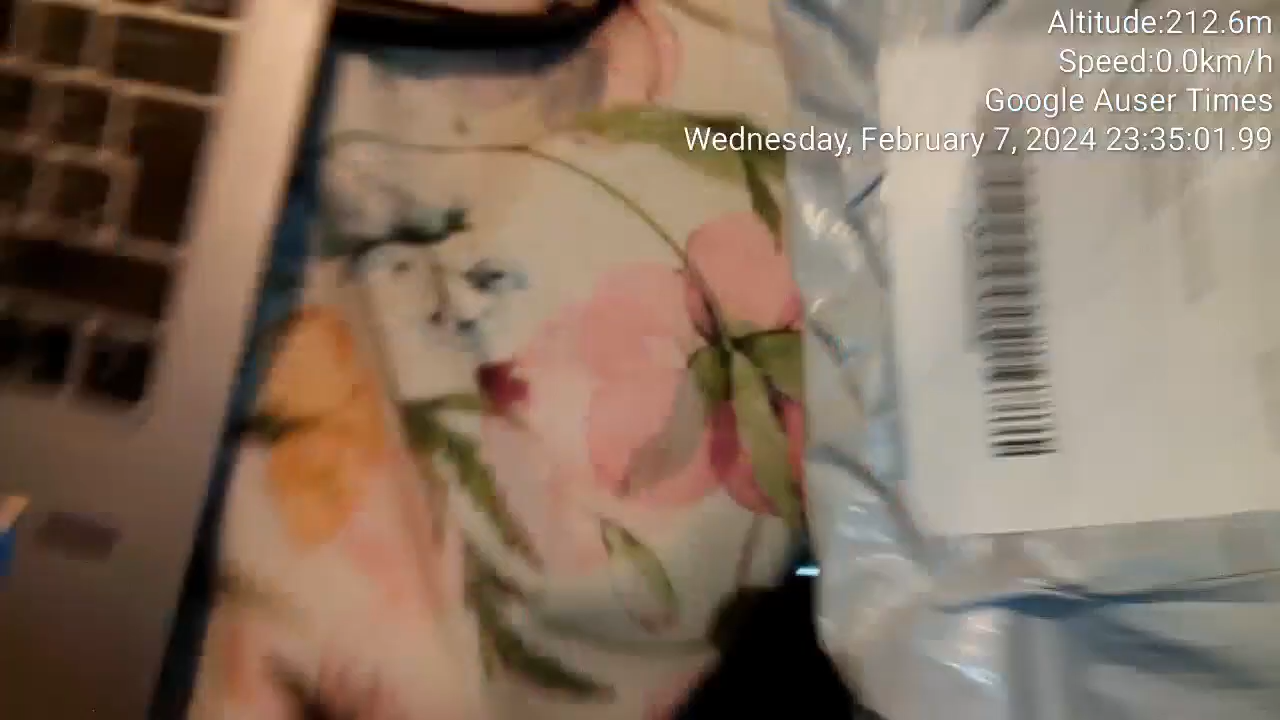 Altitude:212.6m
Speed:0.0km/h
Google Auser Times
Wednesday, February 7, 2024 23:35:01.99